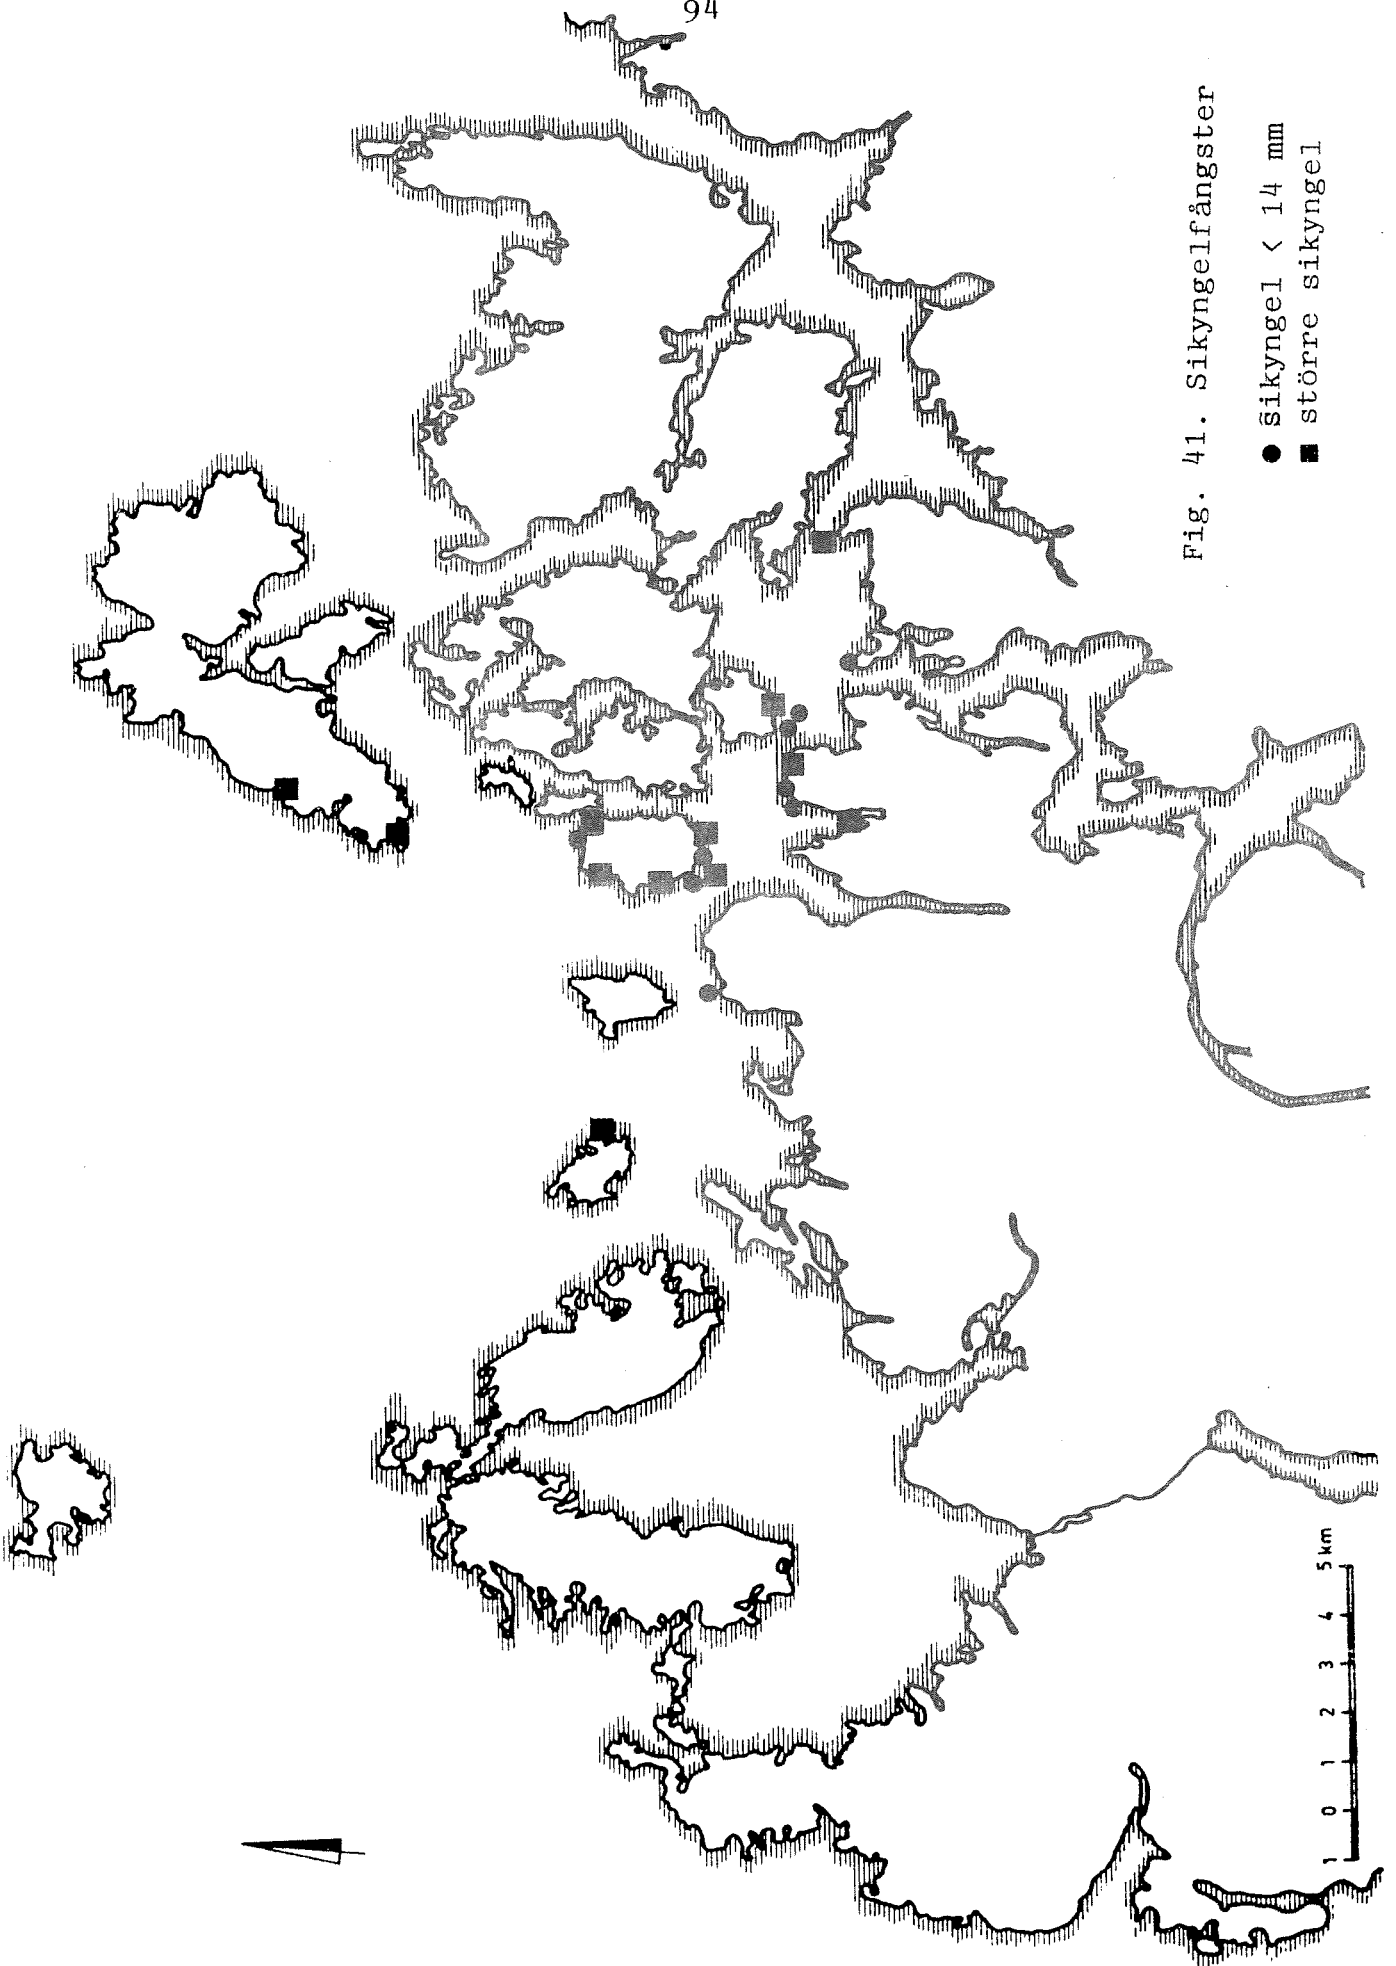 94
Fig. 41. Sikyngelfångster
● sikyngel < 14 mm
■ större sikyngel
1 0 1 2 3 4 5 km